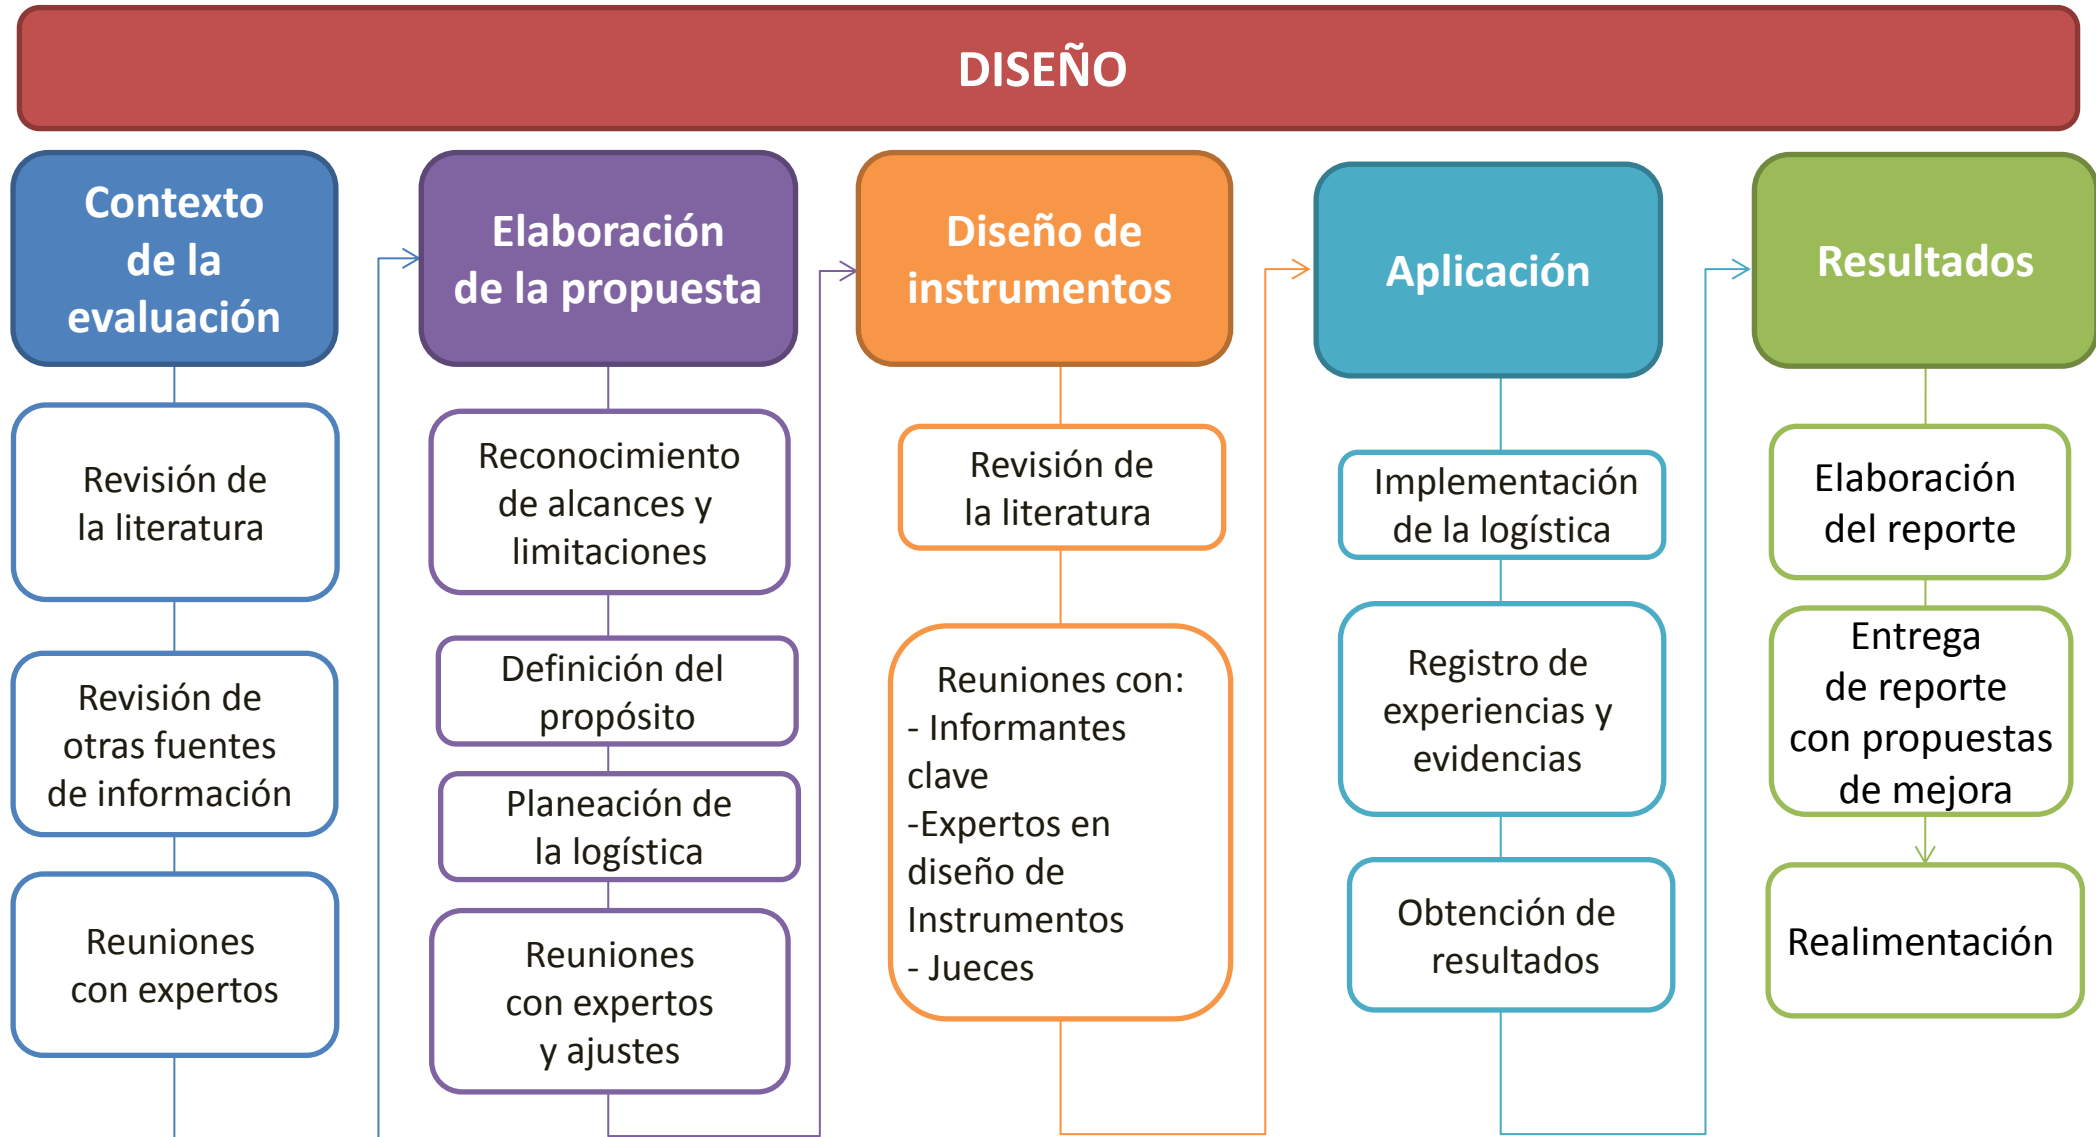 DISEÑO
Contexto
de la
evaluación
Revisión de
la literatura
Revisión de
otras fuentes
de información
Reuniones
con expertos
Elaboración
de la propuesta
Reconocimiento
de alcances y
limitaciones
Definición del
propósito
Planeación de
la logística
Reuniones
con expertos
y ajustes
Diseño de
instrumentos
Revisión de
la literatura
Reuniones con:
- Informantes
clave
-Expertos en
diseño de
Instrumentos
- Jueces
Aplicación
Implementación
de la logística
Registro de
experiencias y
evidencias
Obtención de
resultados
Resultados
Elaboración
del reporte
Entrega
de reporte
con propuestas
de mejora
Realimentación